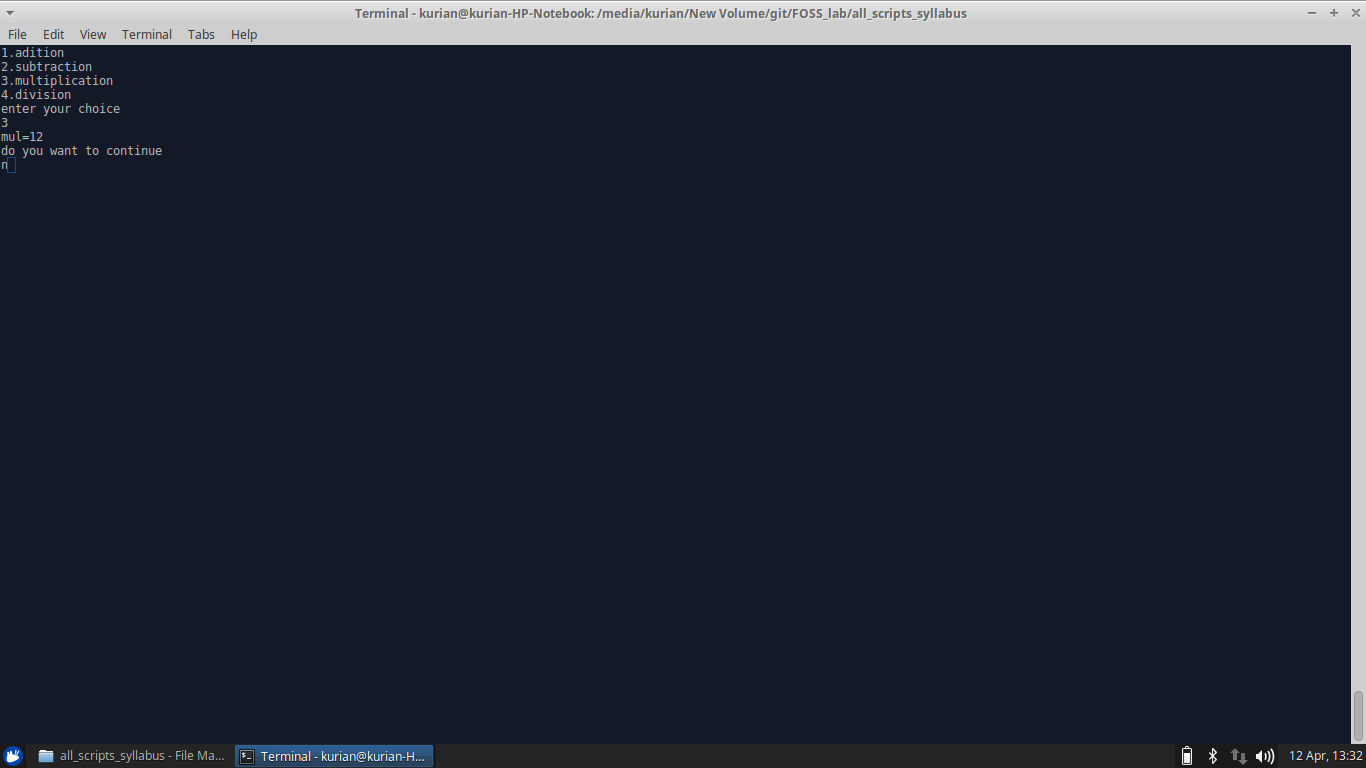 Terminal - kurian@kurian-HP-Notebook: /media/kurian/New Volume/git/FOSS_lab/all_scripts_syllabus
File Edit View Terminal Tabs Help
1.adition
2.subtraction
3.multiplication
4.division
enter your choice
3
mul=12
do you want to continue
n
all_scripts_syllabus - File Ma... Terminal - kurian@kurian-H... 12 Apr, 13:32